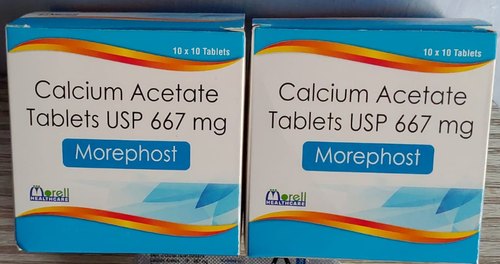 10 x 10 Tablets
Calcium Acetate
Tablets USP 667 mg
Morephost
Morell
HEALTHCARE
10 x 10 Tablets
Calcium Acetate
Tablets USP 667 mg
Morephost
Morell
HEALTHCARE